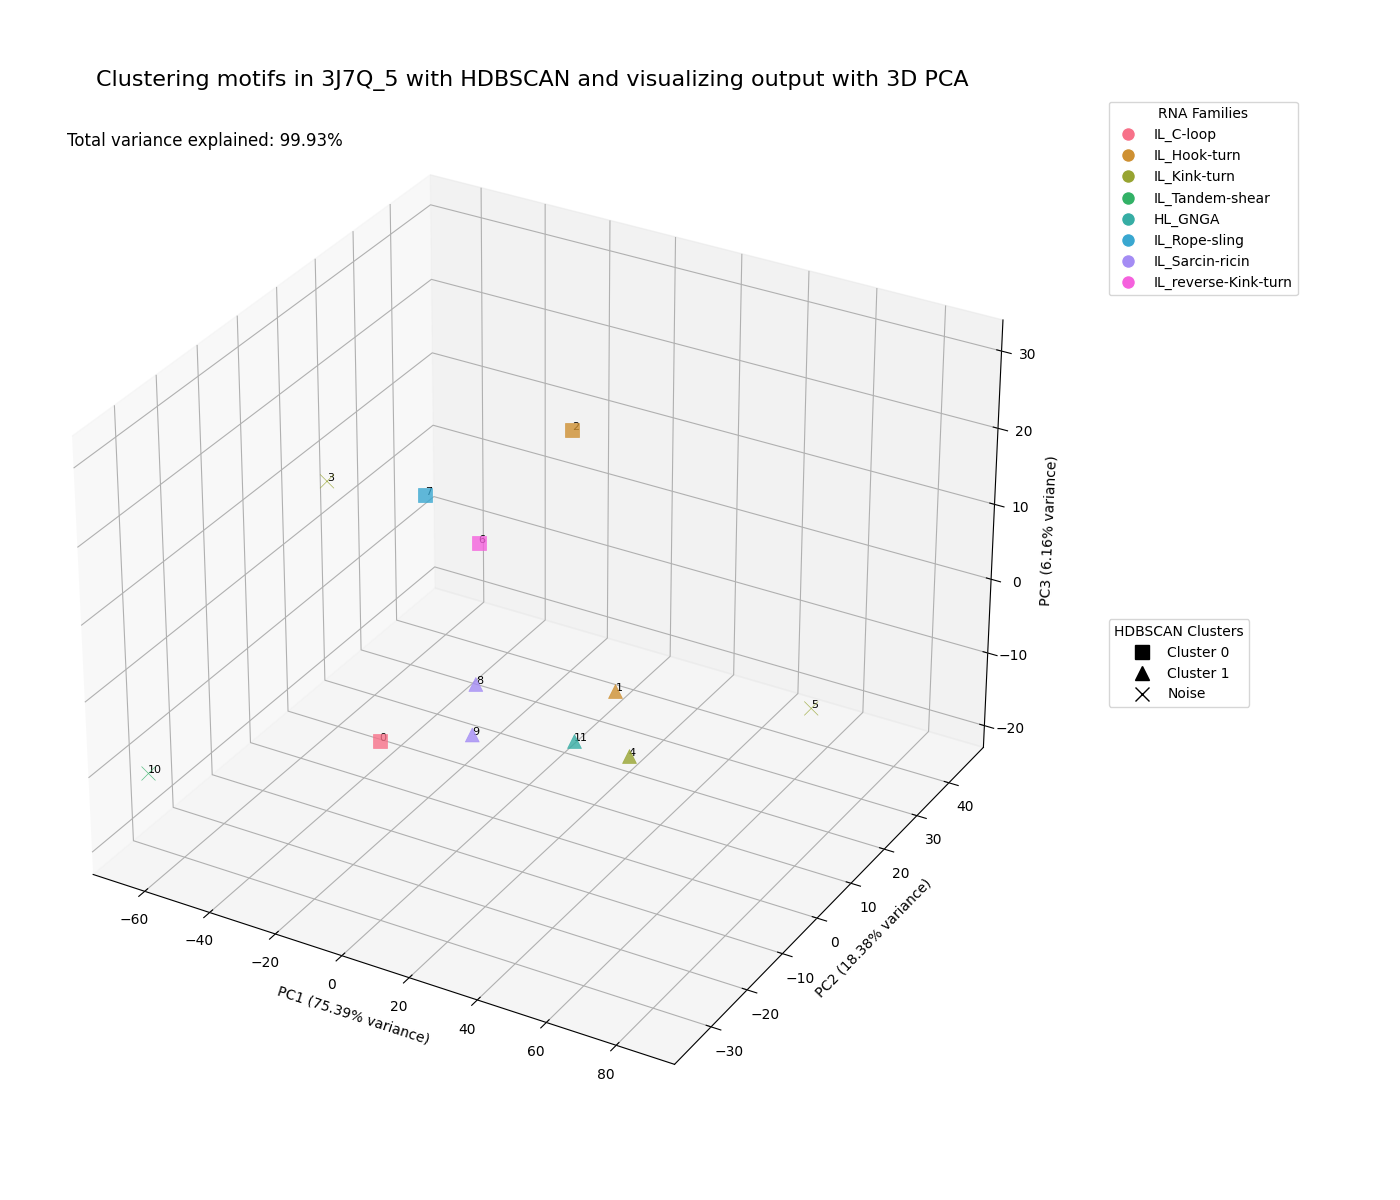 Clustering motifs in 3J7Q_5 with HDBSCAN and visualizing output with 3D PCA
Total variance explained: 99.93%
RNA Families
IL_C-loop
IL_Hook-turn
IL_Kink-turn
IL_Tandem-shear
HL_GNGA
IL_Rope-sling
IL_Sarcin-ricin
IL_reverse-Kink-turn
30
20
10
0
−10
−20
PC3 (6.16% variance)
2
3
7
6
8
1
5
9
0
11
4
10
HDBSCAN Clusters
Cluster 0
Cluster 1
Noise
40
30
20
10
0
−10
−20
−30
PC2 (18.38% variance)
−60
−40
−20
0
20
40
60
80
PC1 (75.39% variance)